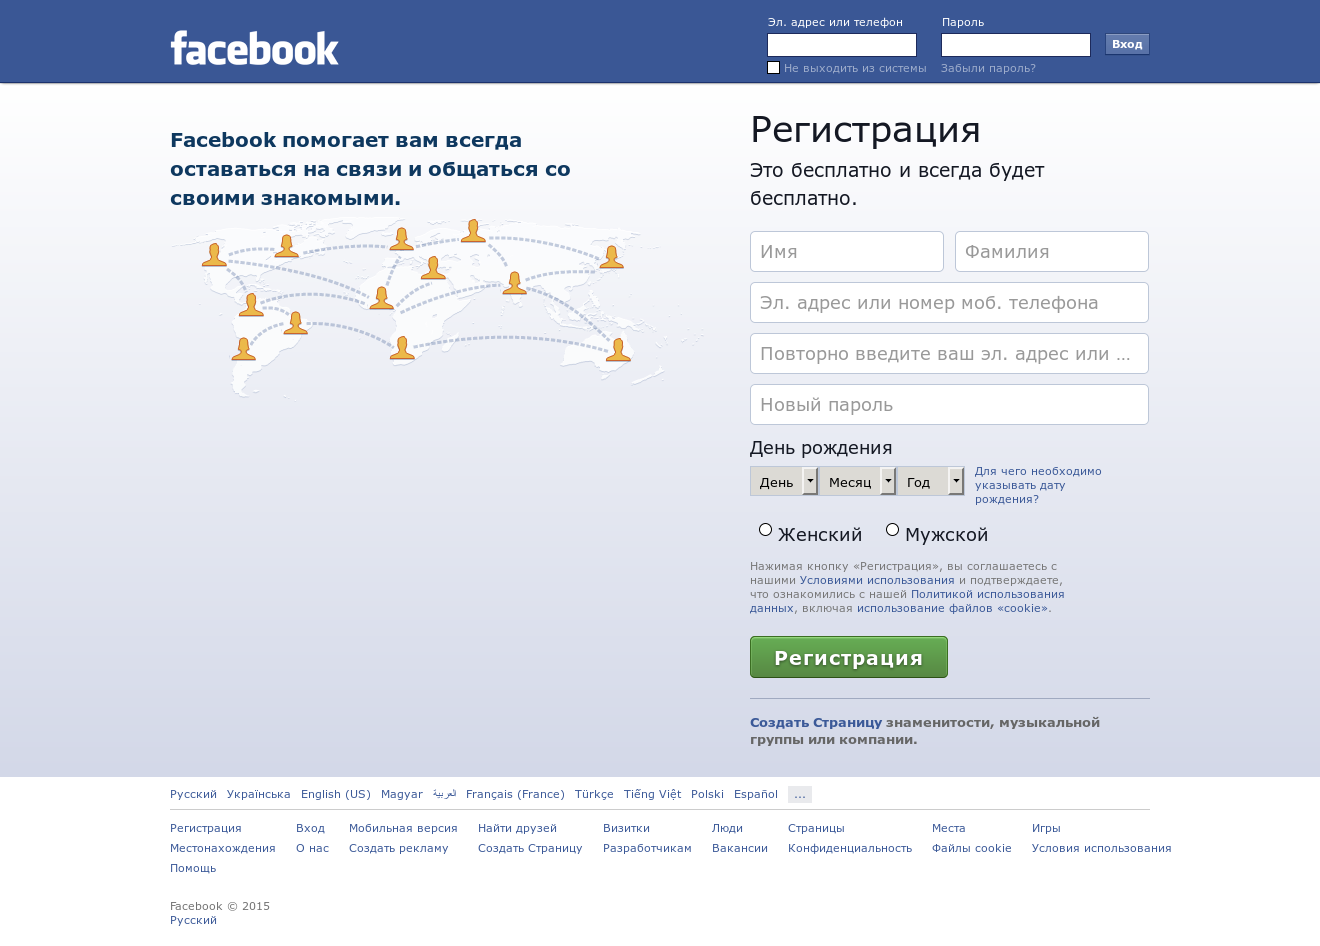 facebook
Эл. адрес или телефон
Пароль
Вход
Не выходить из системы
Забыли пароль?
Facebook помогает вам всегда
оставаться на связи и общаться со
своими знакомыми.
Регистрация
Это бесплатно и всегда будет
бесплатно.
Имя
Фамилия
Эл. адрес или номер моб. телефона
Повторно введите ваш эл. адрес или ...
Новый пароль
День рождения
День Месяц Год
Для чего необходимо
указывать дату
рождения?
Женский Мужской
Нажимая кнопку «Регистрация», вы соглашаетесь с
нашими Условиями использования и подтверждаете,
что ознакомились с нашей Политикой использования
данных, включая использование файлов «cookie».
Регистрация
Создать Страницу знаменитости, музыкальной
группы или компании.
Русский Українська English (US) Magyar العربية Français (France) Türkçe Tiếng Việt Polski Español ...
Регистрация Вход Мобильная версия Найти друзей Визитки Люди Страницы Места Игры
Местонахождения О нас Создать рекламу Создать Страницу Разработчикам Вакансии Конфиденциальность Файлы cookie Условия использования
Помощь
Facebook © 2015
Русский